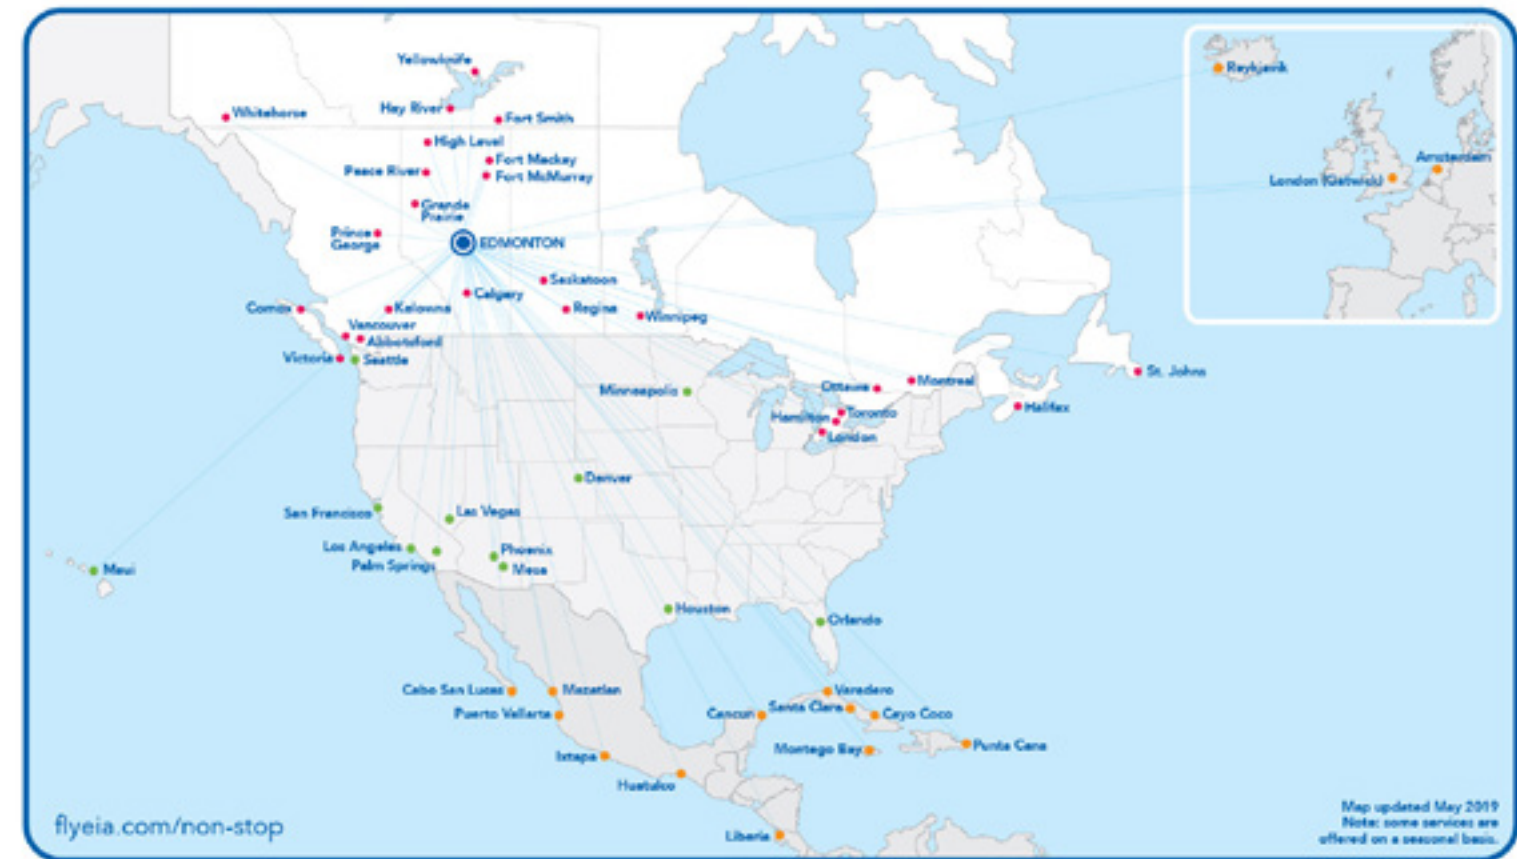 Yellowknife
Reykjavik
Whitehorse
Hay River
Fort Smith
High Level
Fort Mackay
Amsterdam
Peace River
Fort McMurray
London (Gatwick)
Grande
Prairie
Prince
George
EDMONTON
Saskatoon
Calgary
Comox
Kelowna
Regina
Winnipeg
Vancouver
Abbotsford
Victoria
Seattle
St. Johns
Minneapolis
Ottawa
Montreal
Halifax
Hamilton
Toronto
London
Denver
San Francisco
Las Vegas
Los Angeles
Phoenix
Palm Springs
Mesa
Maui
Houston
Orlando
Cabo San Lucas
Mazatlan
Varadero
Puerto Vallarta
Cancun
Santa Clara
Cayo Coco
Montego Bay
Punta Cana
Ixtapa
Huatulco
flyeia.com/non-stop
Liberia
Map updated May 2019
Note: some services are
offered on a seasonal basis.